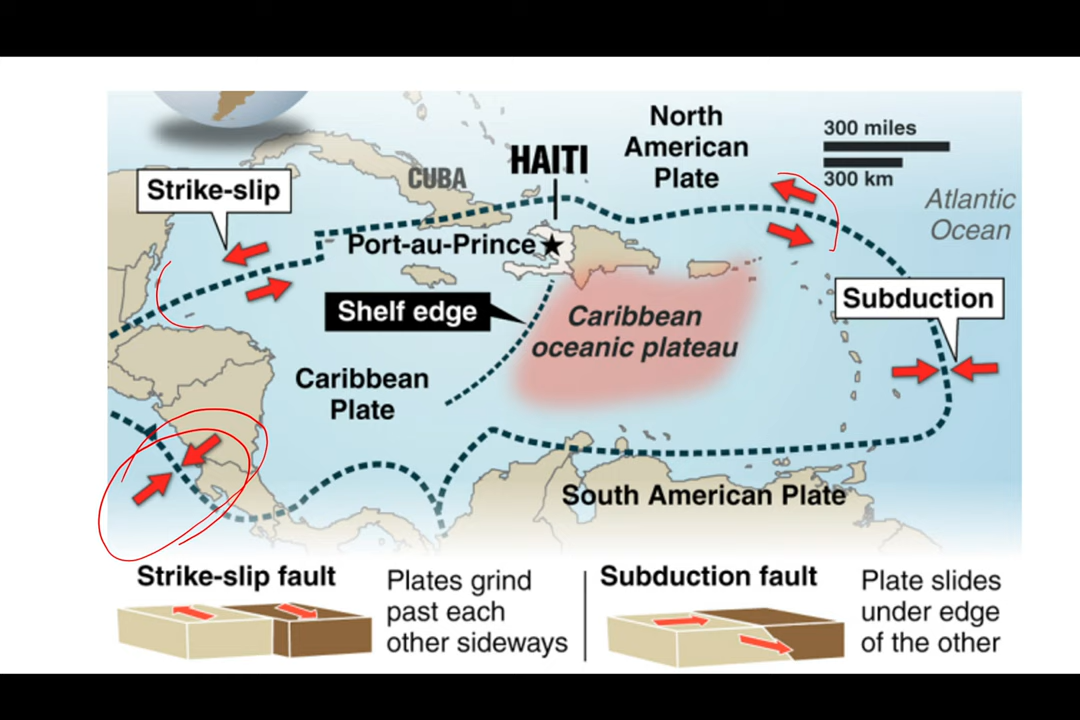 North
American
Plate
300 miles
300 km
HAITI
CUBA
Strike-slip
Atlantic
Ocean
Port-au-Prince
Shelf edge
Subduction
Caribbean
oceanic plateau
Caribbean
Plate
South American Plate
Strike-slip fault
Plates grind
past each
other sideways
Subduction fault
Plate slides
under edge
of the other